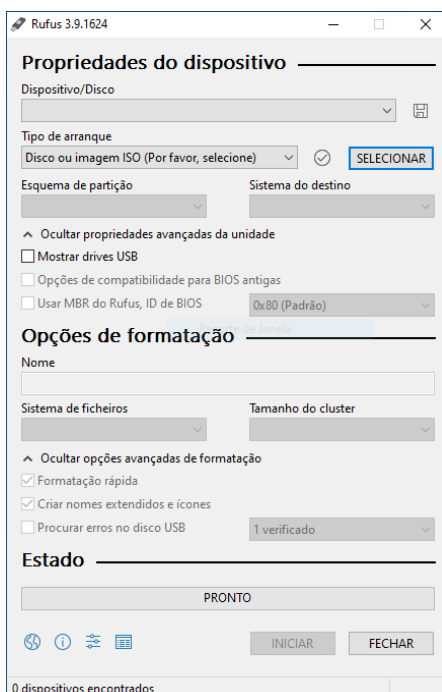 Rufus 3.9.1624
Propriedades do dispositivo
Dispositivo/Disco
Tipo de arranque
Disco ou imagem ISO (Por favor, selecione)
SELECIONAR
Esquema de partição
Sistema do destino
Ocultar propriedades avançadas da unidade
Mostrar drives USB
Opções de compatibilidade para BIOS antigas
Usar MBR do Rufus, ID de BIOS
0x80 (Padrão)
Recorte de Janela
Opções de formatação
Nome
Sistema de ficheiros
Tamanho do cluster
Ocultar opções avançadas de formatação
Formatação rápida
Criar nomes extendidos e ícones
Procurar erros no disco USB
1 verificado
Estado
PRONTO
INICIAR
FECHAR
0 dispositivos encontrados